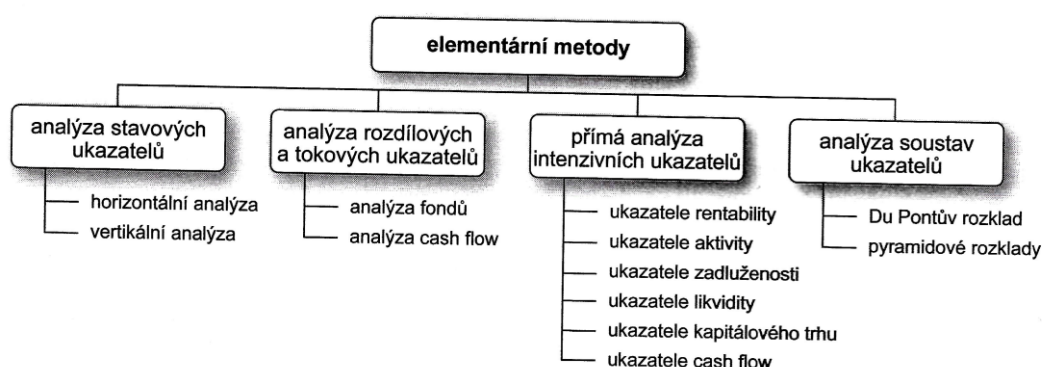 elementární metody
analýza stavových
ukazatelů
horizontální analýza
vertikální analýza
analýza rozdílových
a tokových ukazatelů
analýza fondů
analýza cash flow
přímá analýza
intenzivních ukazatelů
ukazatele rentability
ukazatele aktivity
ukazatele zadluženosti
ukazatele likvidity
ukazatele kapitálového trhu
ukazatele cash flow
analýza soustav
ukazatelů
Du Pontův rozklad
pyramidové rozklady